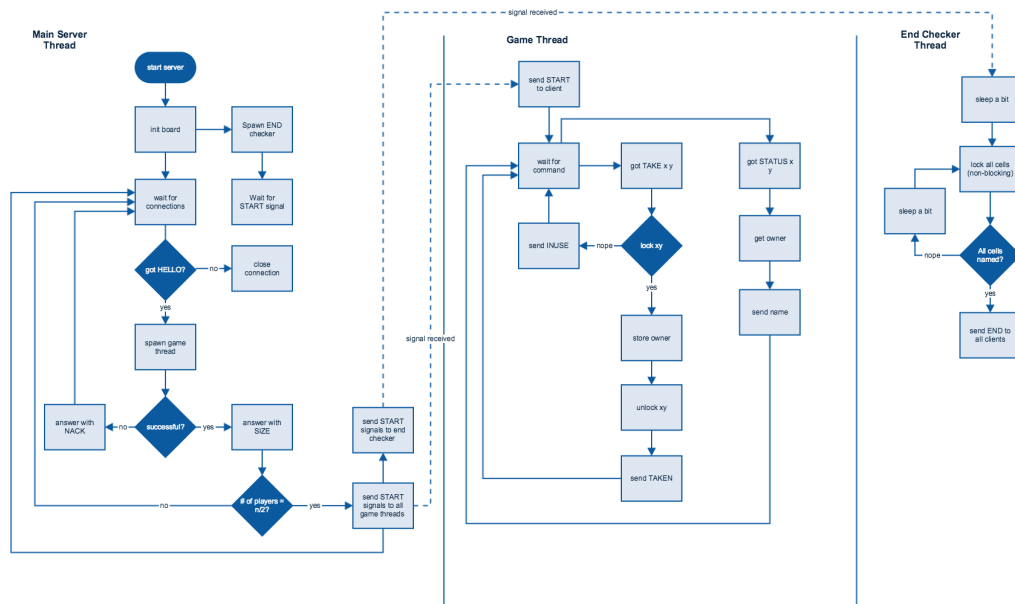 signal received
Main Server
Thread
start server
init board
Spawn END
checker
wait for
connections
Wait for
START signal
got HELLO?
no
close
connection
yes
spawn game
thread
successful?
no
answer with
NACK
yes
answer with
SIZE
# of players =
n/2?
no
yes
send START
signals to all
game threads
send START
signals to end
checker
signal received
Game Thread
send START
to client
wait for
command
got TAKE x y
got STATUS x
y
send INUSE
nope
lock xy
get owner
yes
send name
store owner
unlock xy
send TAKEN
End Checker
Thread
sleep a bit
lock all cells
(non-blocking)
sleep a bit
nope
All cells
named?
yes
send END to
all clients